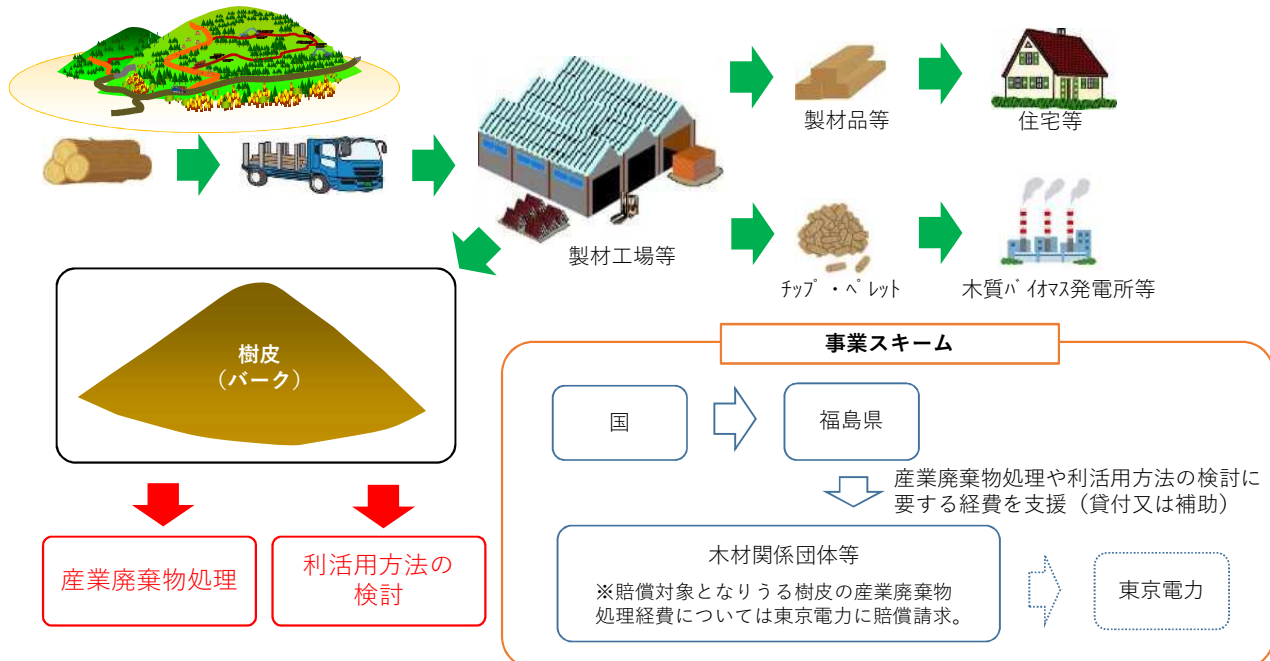 製材品等
住宅等
製材工場等
ﾁｯﾌﾟ・ﾍﾟﾚｯﾄ
木質ﾊﾞｲｵﾏｽ発電所等
樹皮
（バーク）
産業廃棄物処理
利活用方法の
検討
事業スキーム
国
福島県
産業廃棄物処理や利活用方法の検討に
要する経費を支援（貸付又は補助）
木材関係団体等
※賠償対象となりうる樹皮の産業廃棄物
処理経費については東京電力に賠償請求。
東京電力